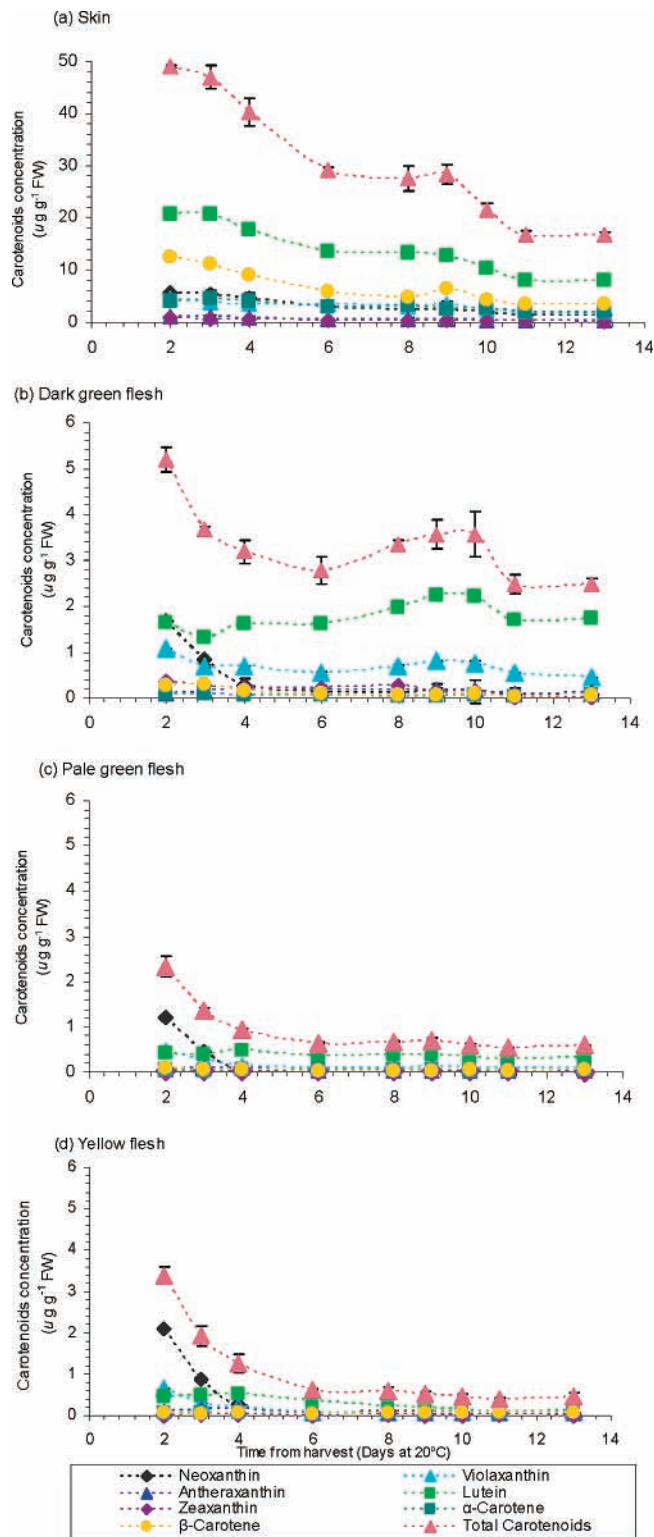 (a) Skin
60
50
40
30
20
10
0
Carotenoids concentration
(µg g-1 FW)
0 2 4 6 8 10 12 14
(b) Dark green flesh
6
5
4
3
2
1
0
Carotenoids concentration
(µg g-1 FW)
0 2 4 6 8 10 12 14
(c) Pale green flesh
6
5
4
3
2
1
0
Carotenoids concentration
(µg g-1 FW)
0 2 4 6 8 10 12 14
(d) Yellow flesh
6
5
4
3
2
1
0
Carotenoids concentration
(µg g-1 FW)
0 2 4 6 8 10 12 14
Time from harvest (Days at 20°C)
Neoxanthin Violaxanthin
Antheraxanthin Lutein
Zeaxanthin α-Carotene
β-Carotene Total Carotenoids